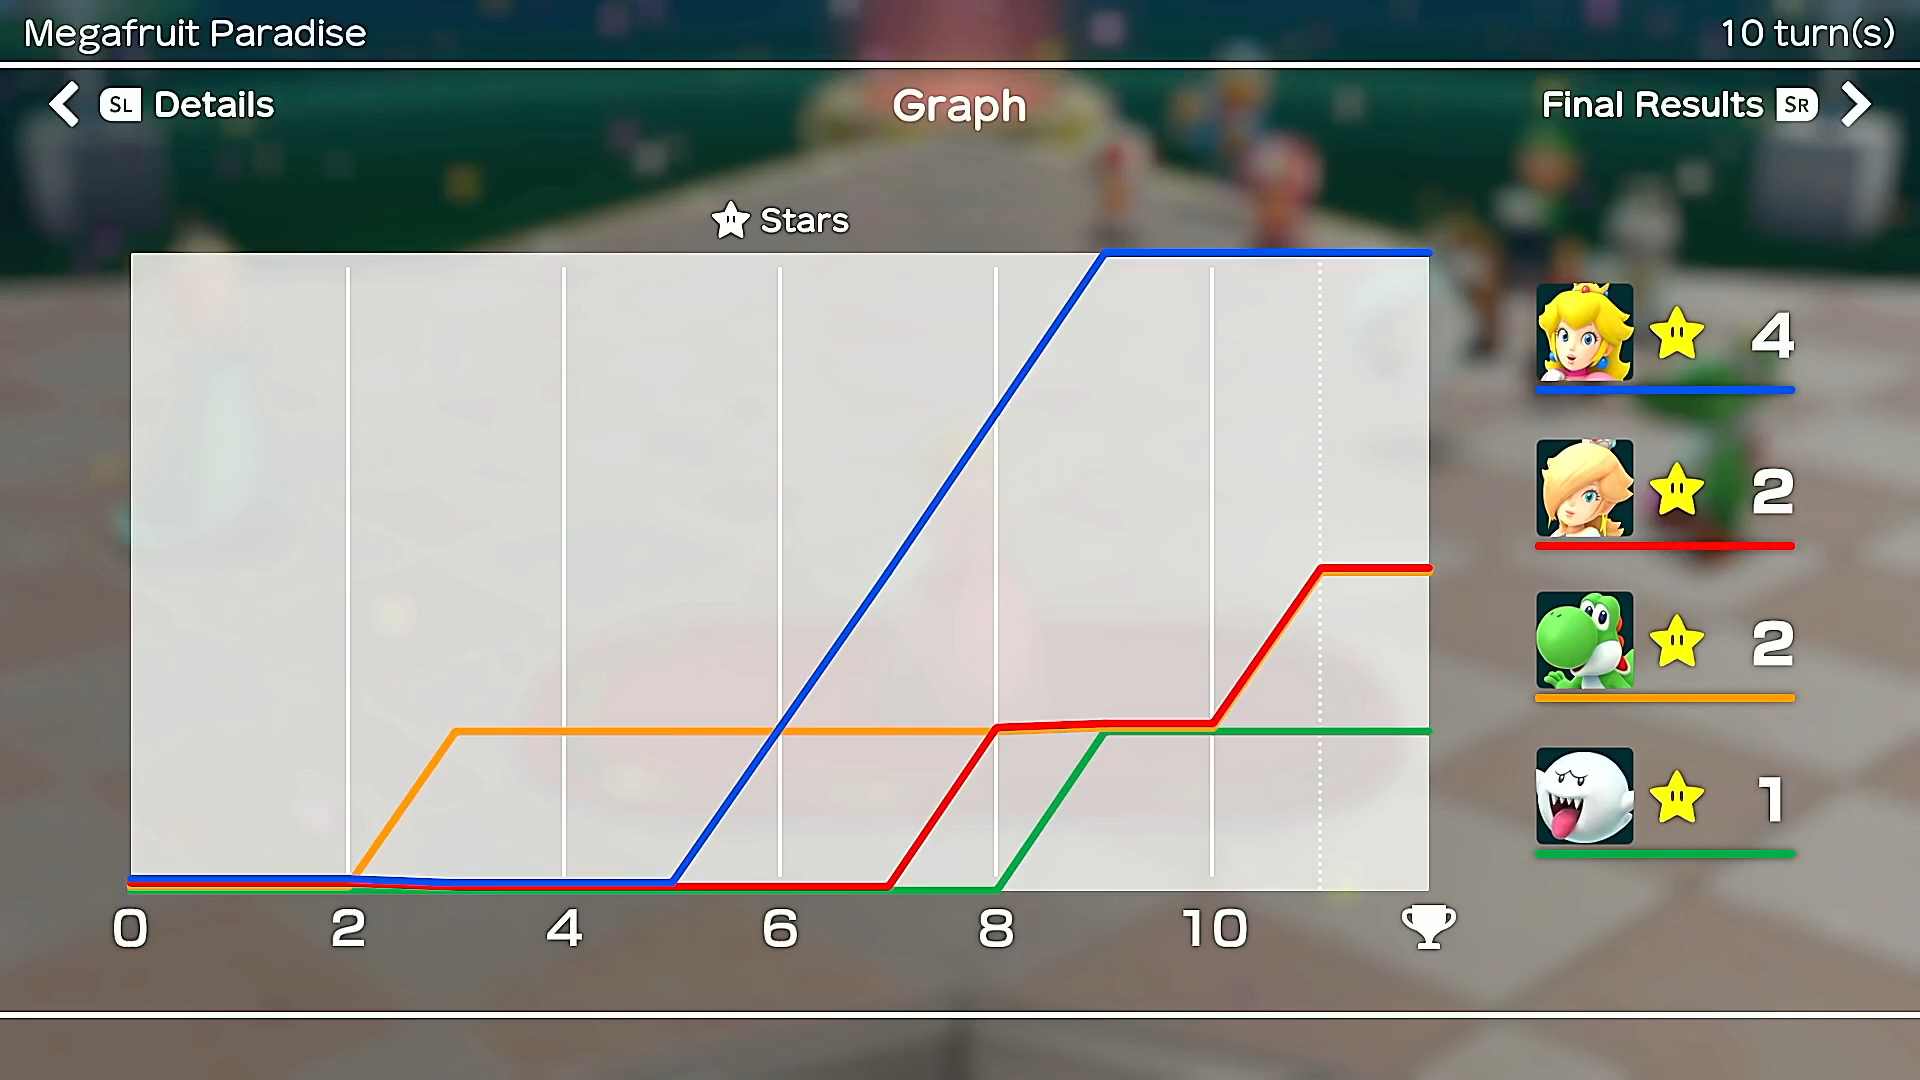 Megafruit Paradise
10 turn(s)
SL Details
Graph
Final Results SR
Stars
4
2
2
1
0 2 4 6 8 10